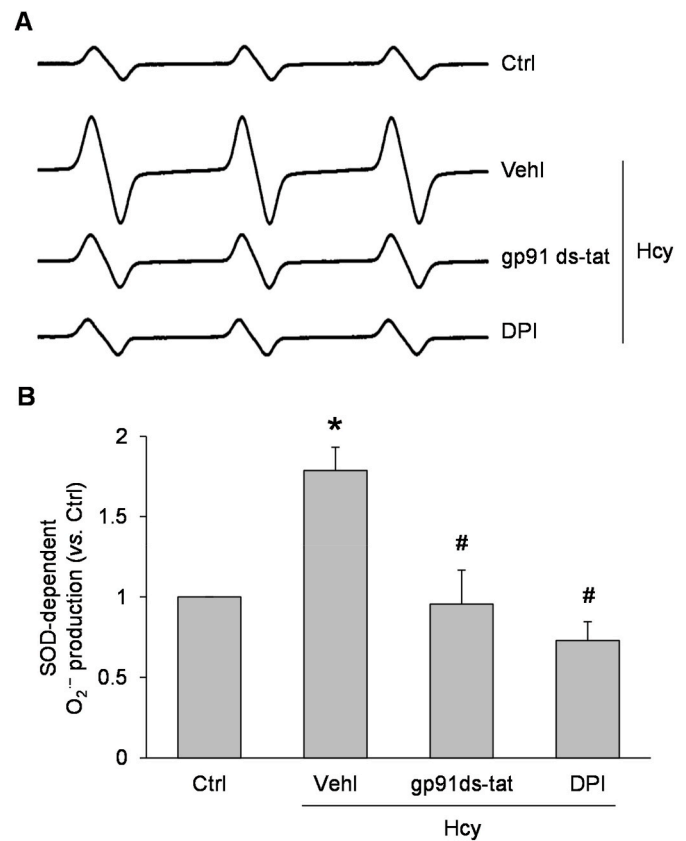 A
Ctrl
Vehl
gp91 ds-tat
Hcy
DPI
B
SOD-dependent
O₂·− production (vs. Ctrl)
2
1.5
1
0.5
0
*
#
#
Ctrl
Vehl
gp91ds-tat
DPI
Hcy